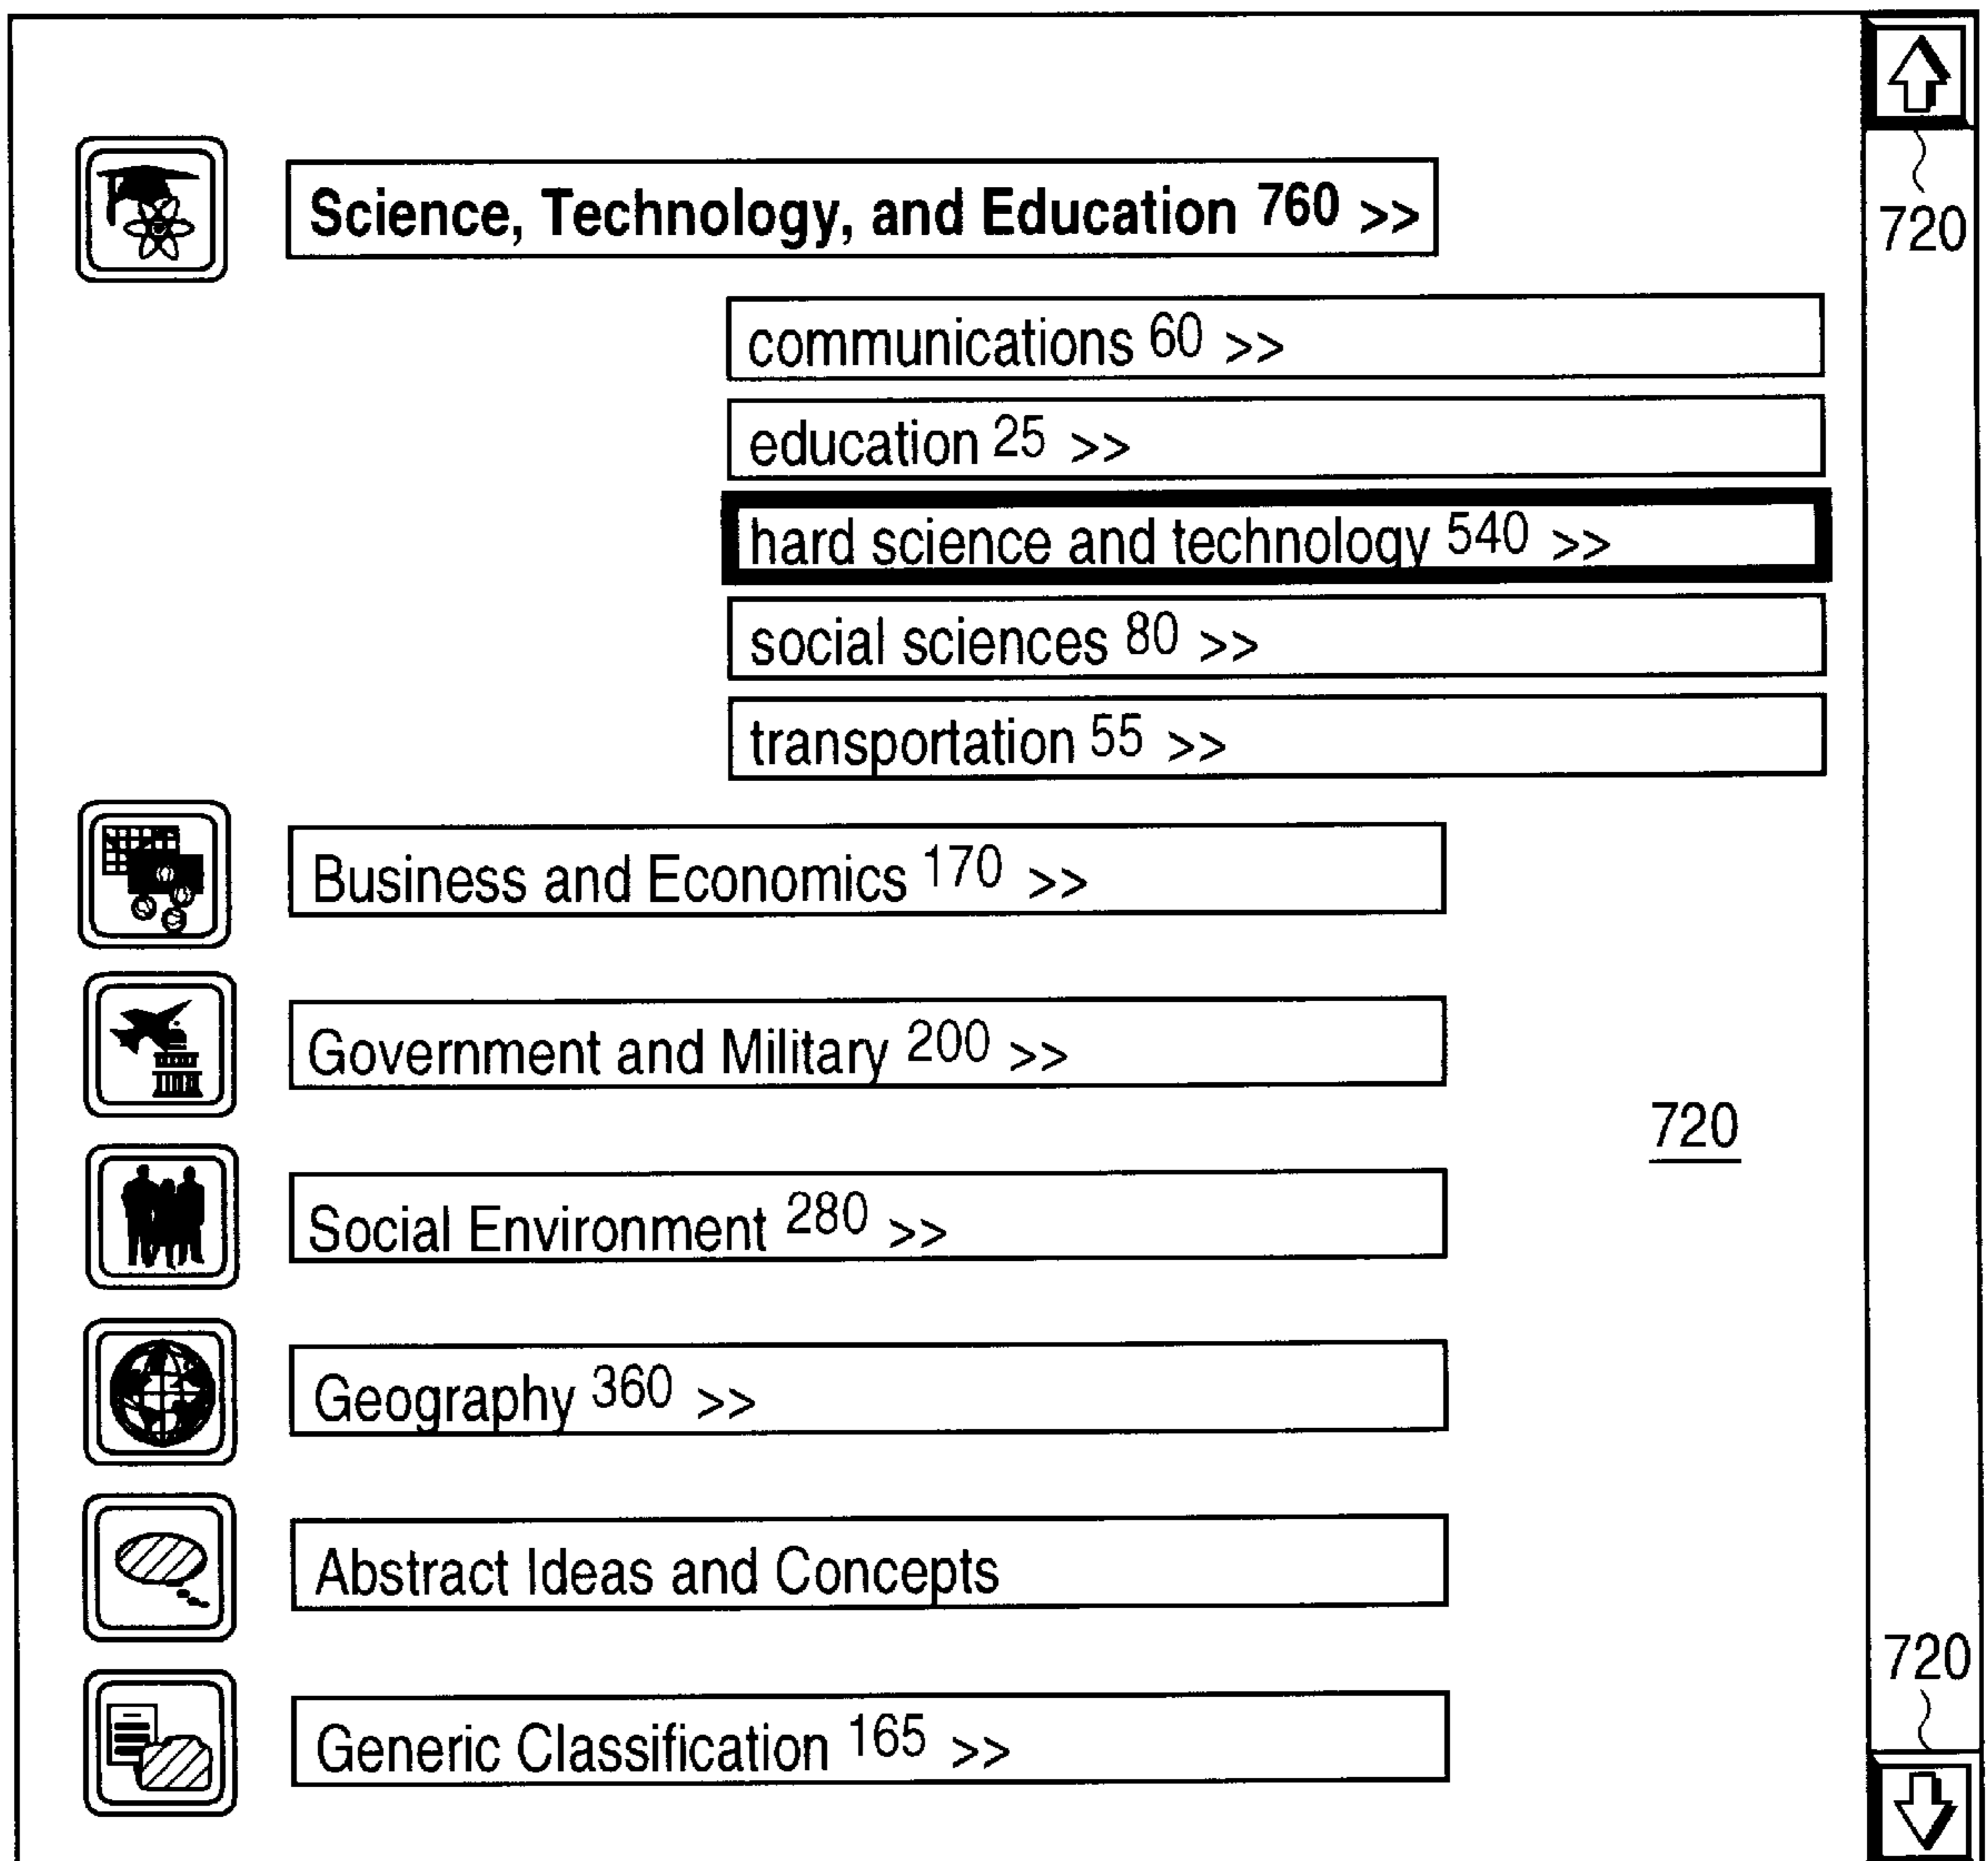 Science, Technology, and Education 760 >>
720
communications 60 >>
education 25 >>
hard science and technology 540 >>
social sciences 80 >>
transportation 55 >>
Business and Economics 170 >>
Government and Military 200 >>
720
Social Environment 280 >>
Geography 360 >>
Abstract Ideas and Concepts
720
Generic Classification 165 >>